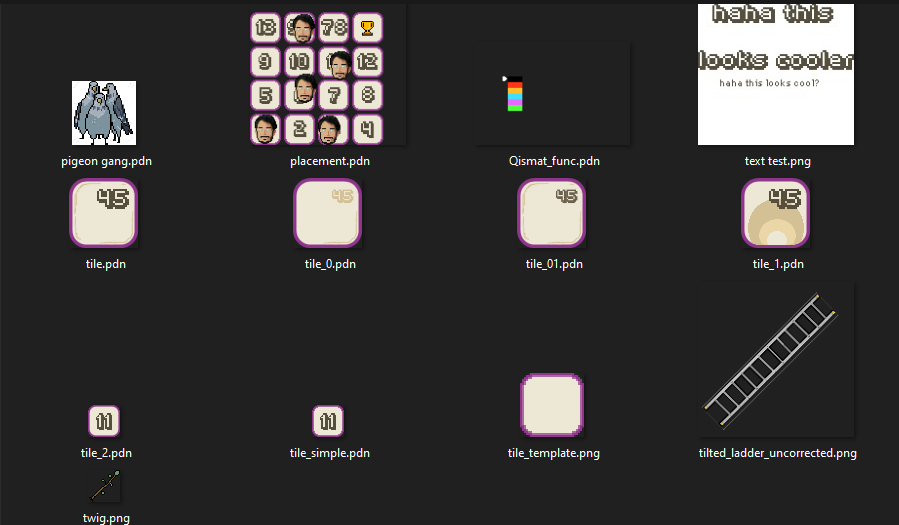 haha this
13 78
looks cooler
9 10 12
haha this looks cool?
5 7 8
2 4
pigeon gang.pdn
placement.pdn
Qismat_func.pdn
text test.png
45
45
45
45
tile.pdn
tile_0.pdn
tile_01.pdn
tile_1.pdn
11
11
tile_2.pdn
tile_simple.pdn
tile_template.png
tilted_ladder_uncorrected.png
twig.png